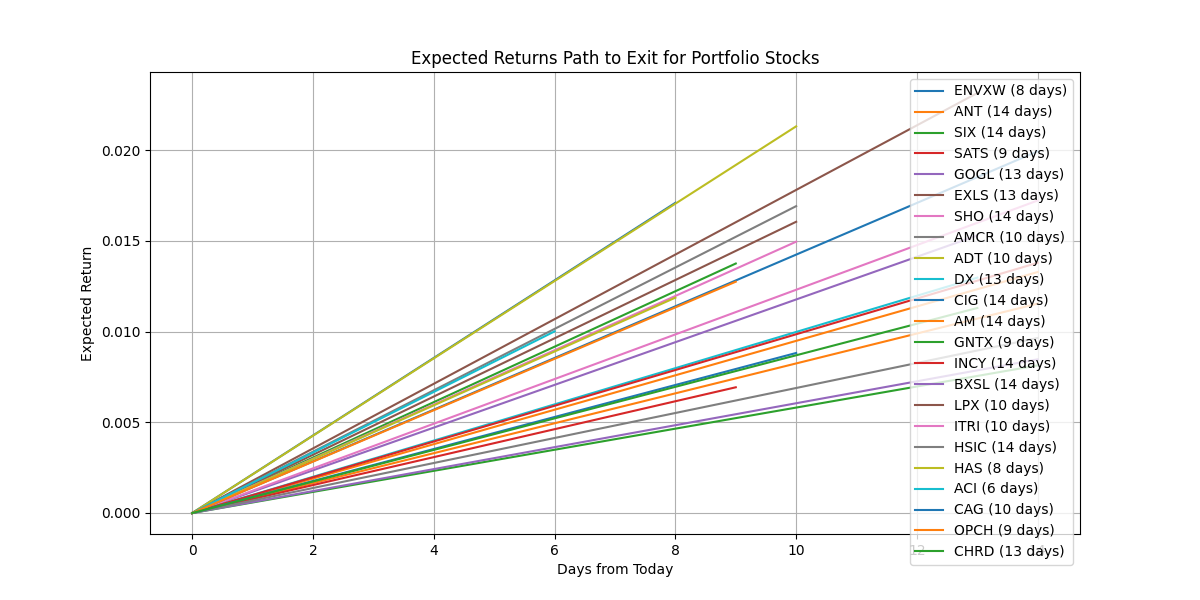 Expected Returns Path to Exit for Portfolio Stocks
Expected Return
0.020
0.015
0.010
0.005
0.000
0
2
4
6
8
10
12
Days from Today
ENVXW (8 days)
ANT (14 days)
SIX (14 days)
SATS (9 days)
GOGL (13 days)
EXLS (13 days)
SHO (14 days)
AMCR (10 days)
ADT (10 days)
DX (13 days)
CIG (14 days)
AM (14 days)
GNTX (9 days)
INCY (14 days)
BXSL (14 days)
LPX (10 days)
ITRI (10 days)
HSIC (14 days)
HAS (8 days)
ACI (6 days)
CAG (10 days)
OPCH (9 days)
CHRD (13 days)